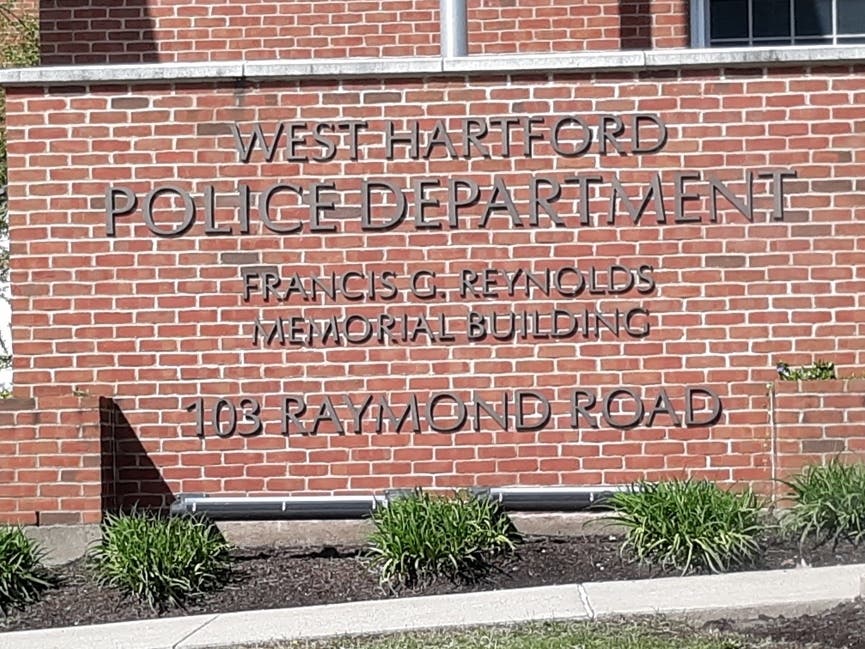 WEST HARTFORD
POLICE DEPARTMENT
FRANCIS G. REYNOLDS
MEMORIAL BUILDING
103 RAYMOND ROAD